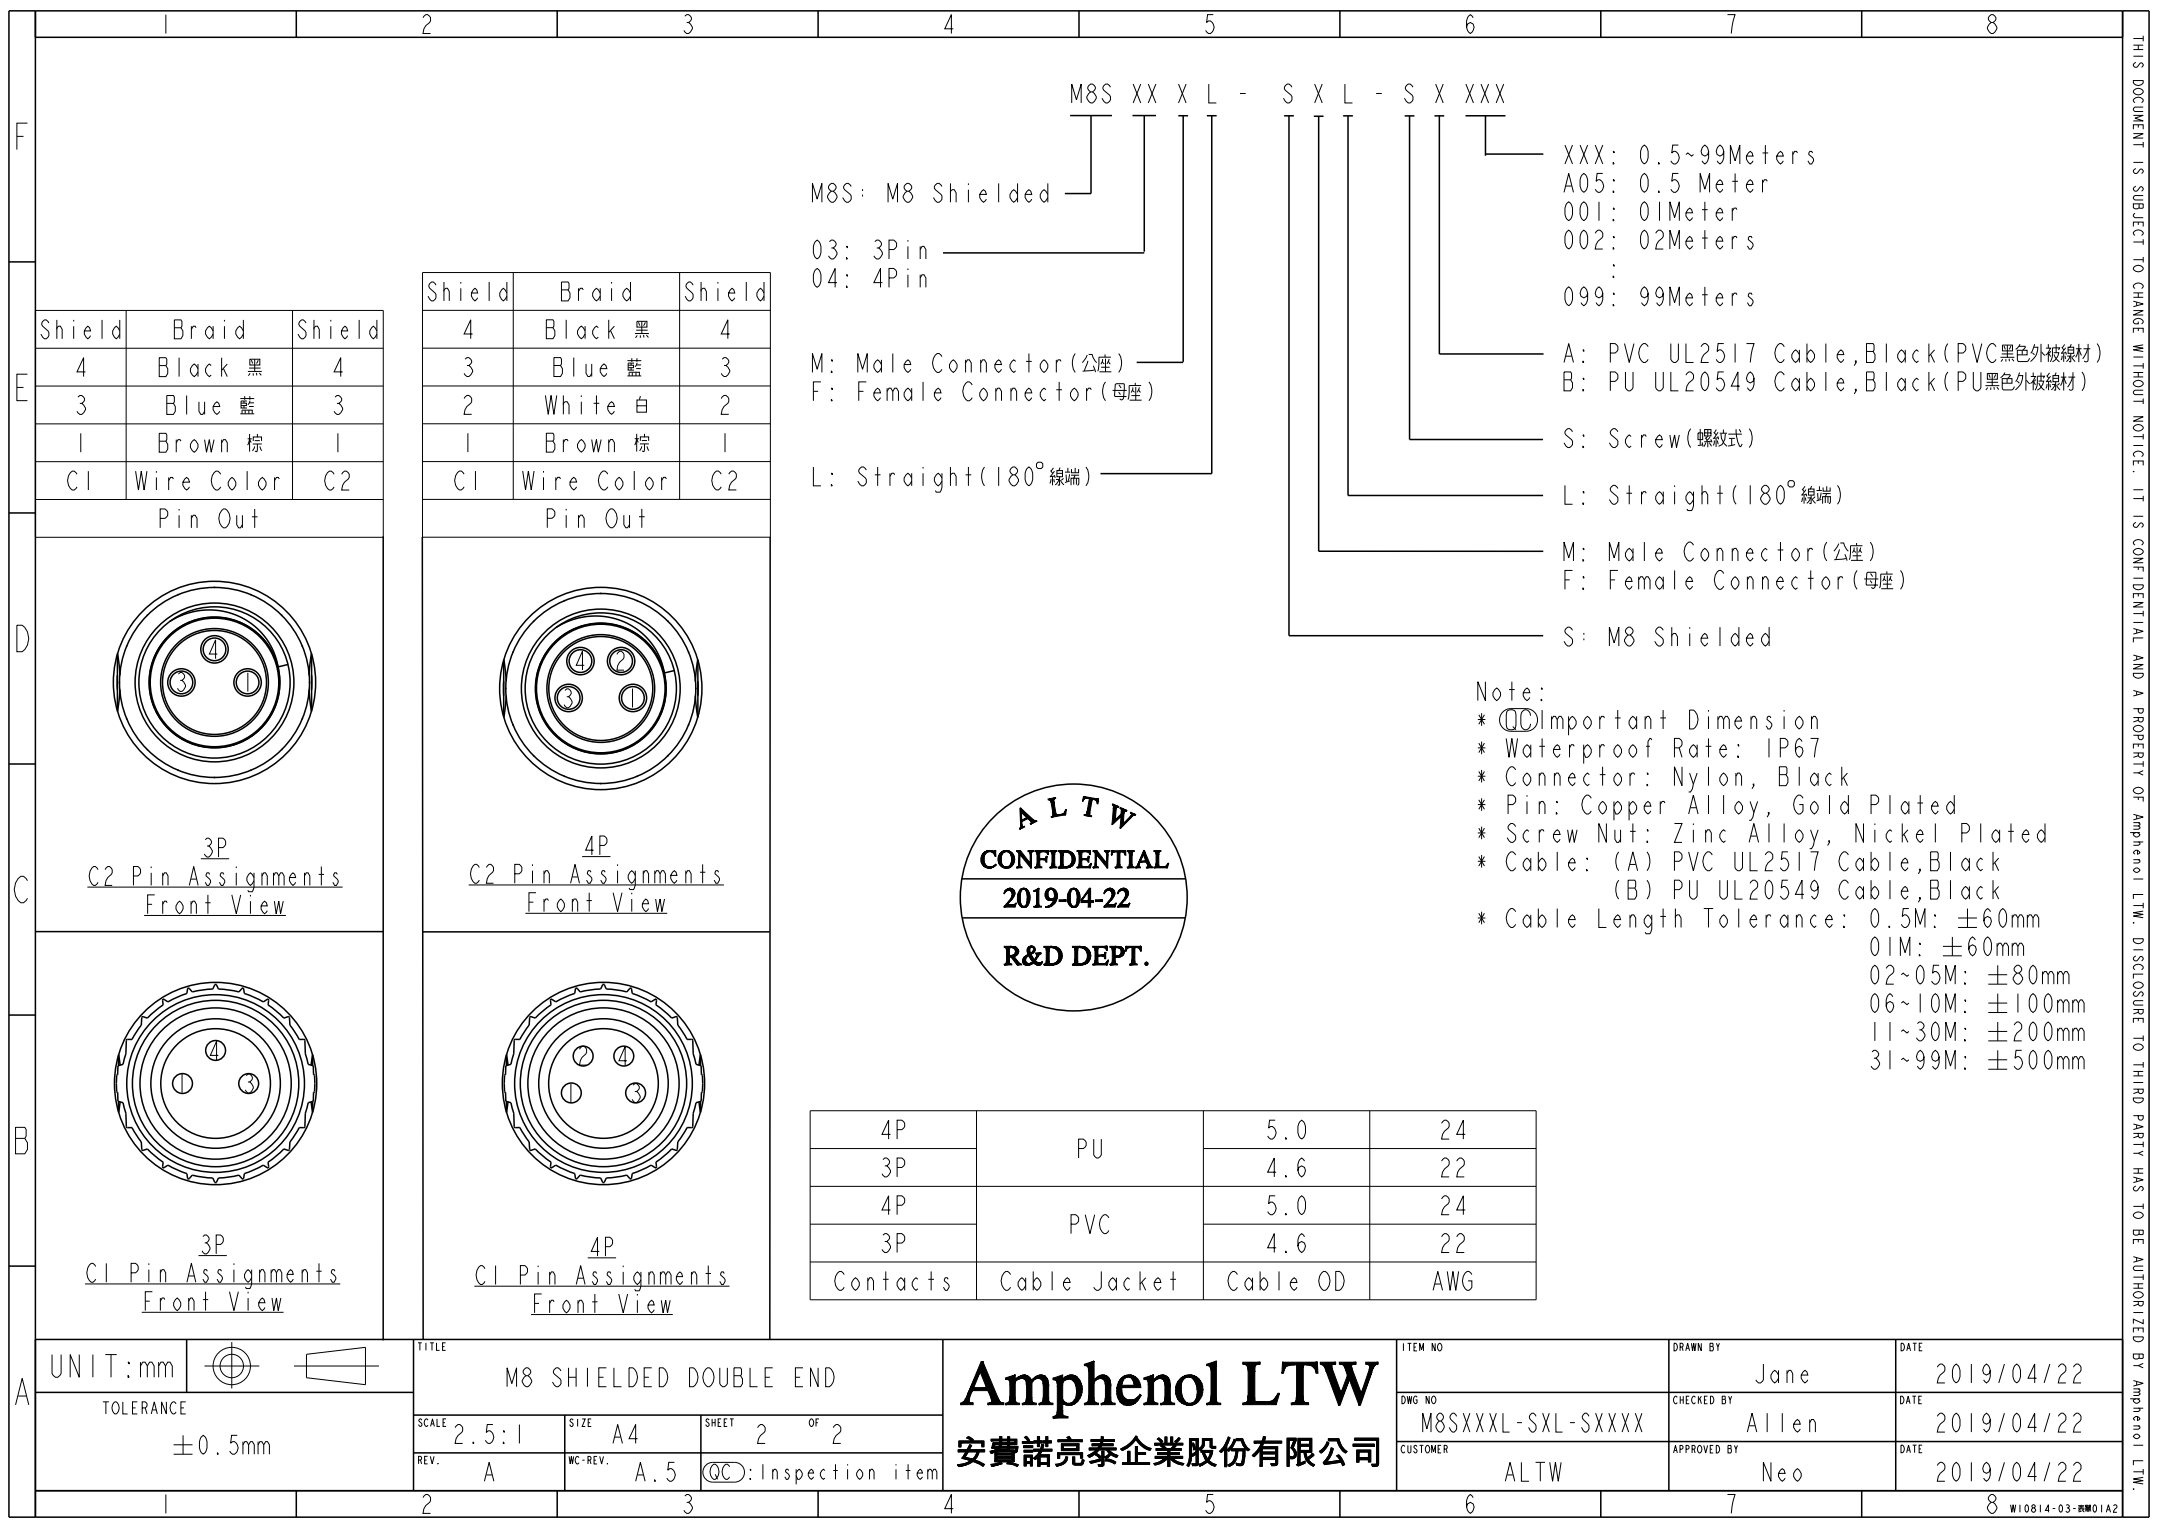 1 2 3 4 5 6 7 8
F
E
D
C
B
A
M8S XX X L - S X L - S X XXX
M8S: M8 Shielded
03: 3Pin
04: 4Pin
M: Male Connector(公座)
F: Female Connector(母座)
L: Straight(180°線端)
XXX: 0.5~99Meters
A05: 0.5 Meter
001: 01Meter
002: 02Meters
:
099: 99Meters
A: PVC UL2517 Cable,Black(PVC黑色外被線材)
B: PU UL20549 Cable,Black(PU黑色外被線材)
S: Screw(螺紋式)
L: Straight(180°線端)
M: Male Connector(公座)
F: Female Connector(母座)
S: M8 Shielded
Shield Braid Shield
4 Black 黑 4
3 Blue 藍 3
1 Brown 棕 1
C1 Wire Color C2
Pin Out
4
3 1
3P
C2 Pin Assignments
Front View
4
1 3
3P
C1 Pin Assignments
Front View
Shield Braid Shield
4 Black 黑 4
3 Blue 藍 3
2 White 白 2
1 Brown 棕 1
C1 Wire Color C2
Pin Out
4 2
3 1
4P
C2 Pin Assignments
Front View
2 4
1 3
4P
C1 Pin Assignments
Front View
ALTW
CONFIDENTIAL
2019-04-22
R&D DEPT.
Note:
* QC Important Dimension
* Waterproof Rate: IP67
* Connector: Nylon, Black
* Pin: Copper Alloy, Gold Plated
* Screw Nut: Zinc Alloy, Nickel Plated
* Cable: (A) PVC UL2517 Cable,Black
(B) PU UL20549 Cable,Black
* Cable Length Tolerance: 0.5M: ±60mm
01M: ±60mm
02~05M: ±80mm
06~10M: ±100mm
11~30M: ±200mm
31~99M: ±500mm
4P PU 5.0 24
3P 4.6 22
4P PVC 5.0 24
3P 4.6 22
Contacts Cable Jacket Cable OD AWG
UNIT:mm
TOLERANCE
±0.5mm
TITLE
M8 SHIELDED DOUBLE END
SCALE 2.5:1 SIZE A4 SHEET 2 OF 2
REV. A WC-REV. A.5 QC:Inspection item
Amphenol LTW
安費諾亮泰企業股份有限公司
ITEM NO
DWG NO
M8SXXXL-SXL-SXXXX
CUSTOMER
ALTW
DRAWN BY
Jane
DATE
2019/04/22
CHECKED BY
Allen
DATE
2019/04/22
APPROVED BY
Neo
DATE
2019/04/22
1 2 3 4 5 6 7 8
THIS DOCUMENT IS SUBJECT TO CHANGE WITHOUT NOTICE. IT IS CONFIDENTIAL AND A PROPERTY OF Amphenol LTW. DISCLOSURE TO THIRD PARTY HAS TO BE AUTHORIZED BY Amphenol LTW.